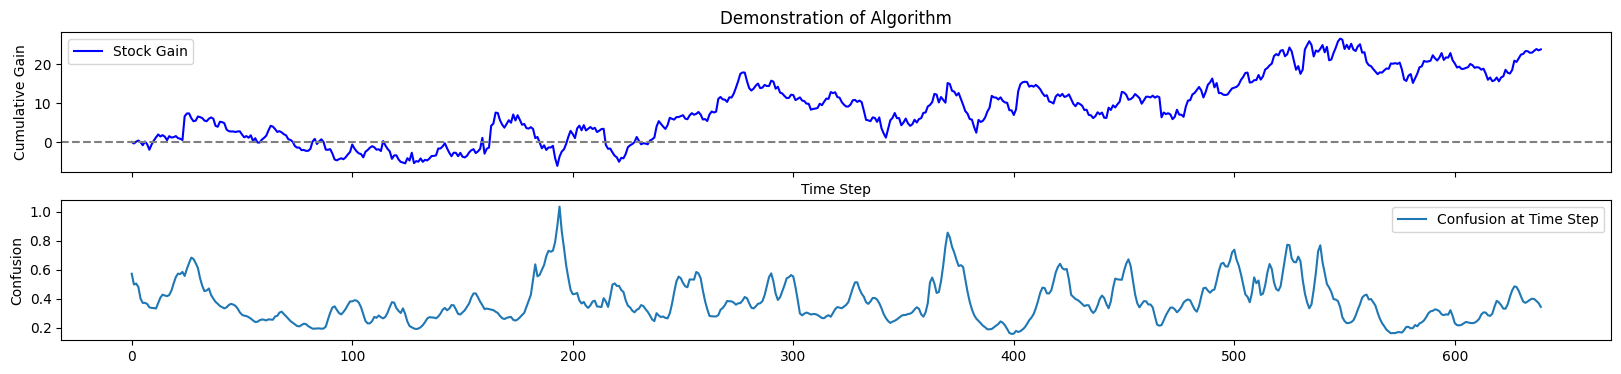 Demonstration of Algorithm
Cumulative Gain
20
10
0
Stock Gain
Time Step
Confusion
1.0
0.8
0.6
0.4
0.2
Confusion at Time Step
0 100 200 300 400 500 600